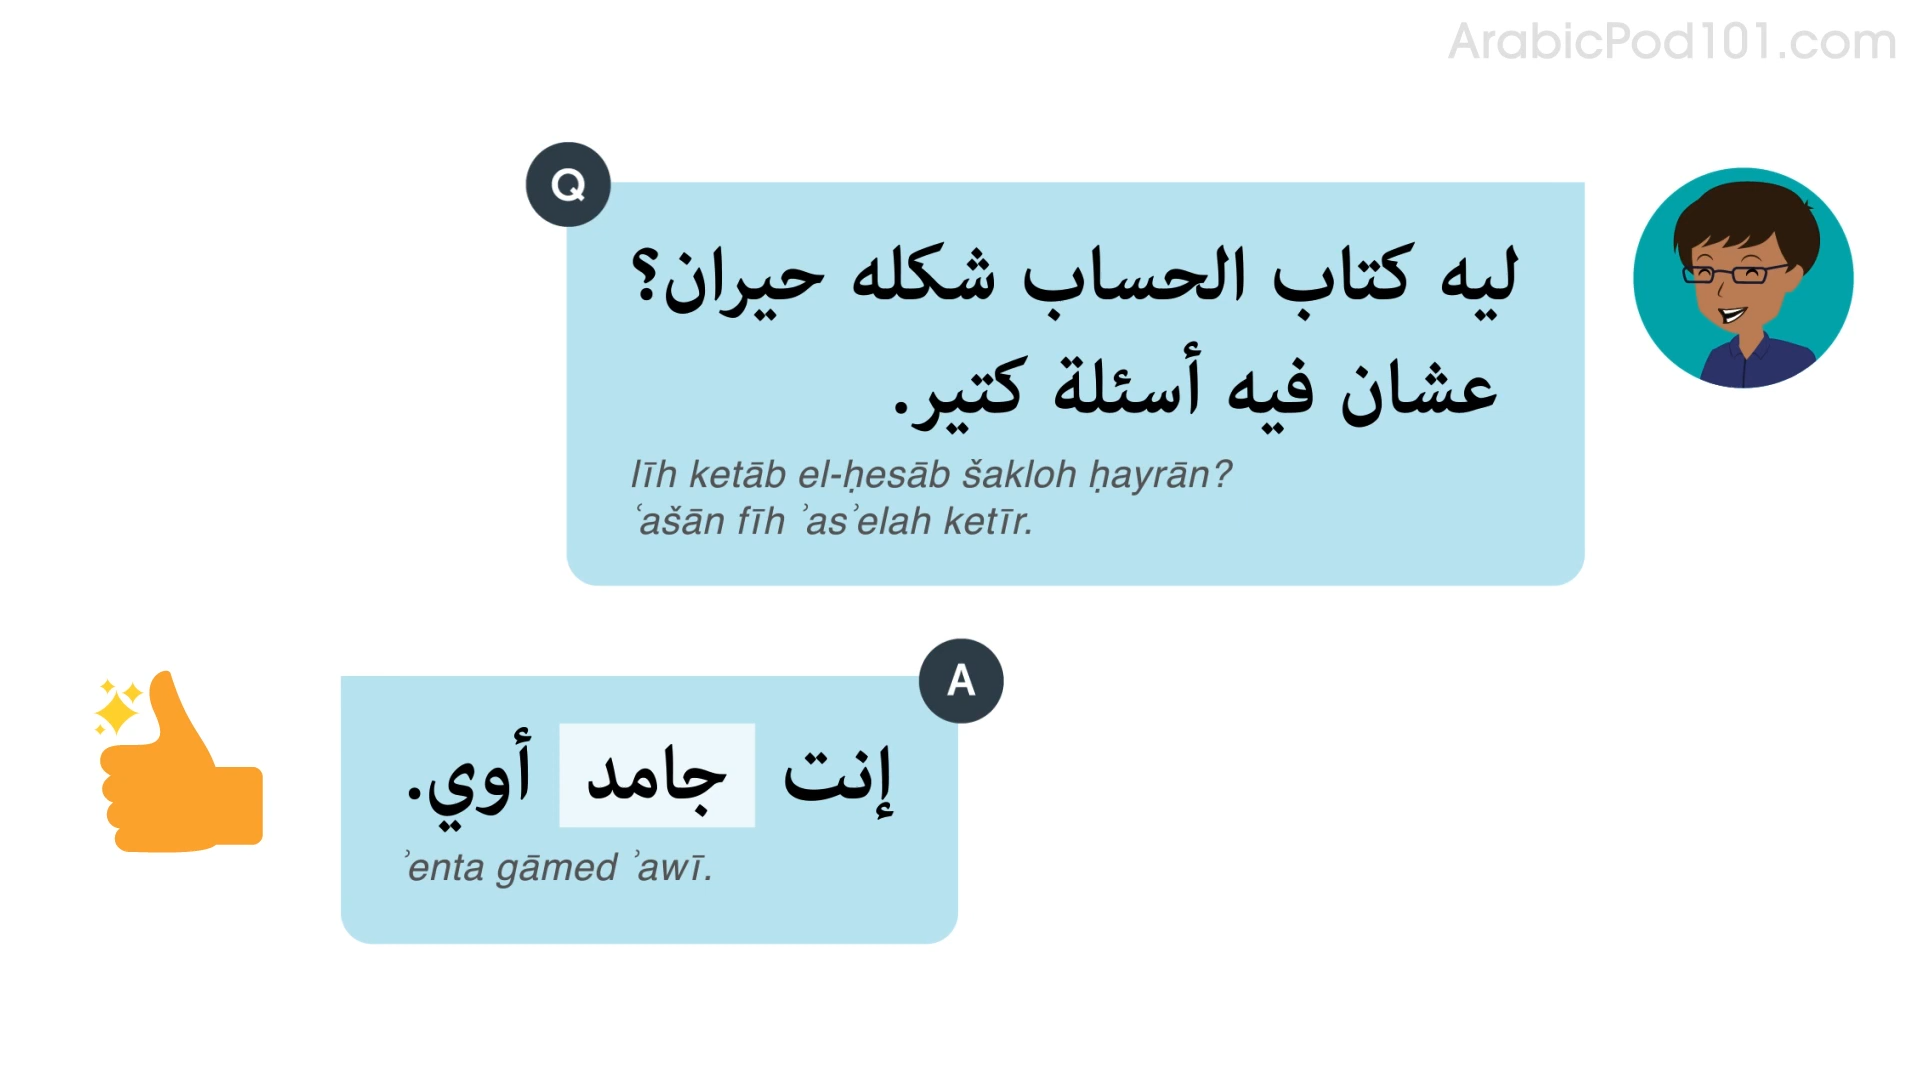 ArabicPod101.com
Q
ليه كتاب الحساب شكله حيران؟
عشان فيه أسئلة كتير.
līh ketāb el-ḥesāb šakloh ḥayrān?
ʿašān fīh ʾasʾelah ketīr.
A
إنت جامد أوي.
ʾenta gāmed ʾawī.